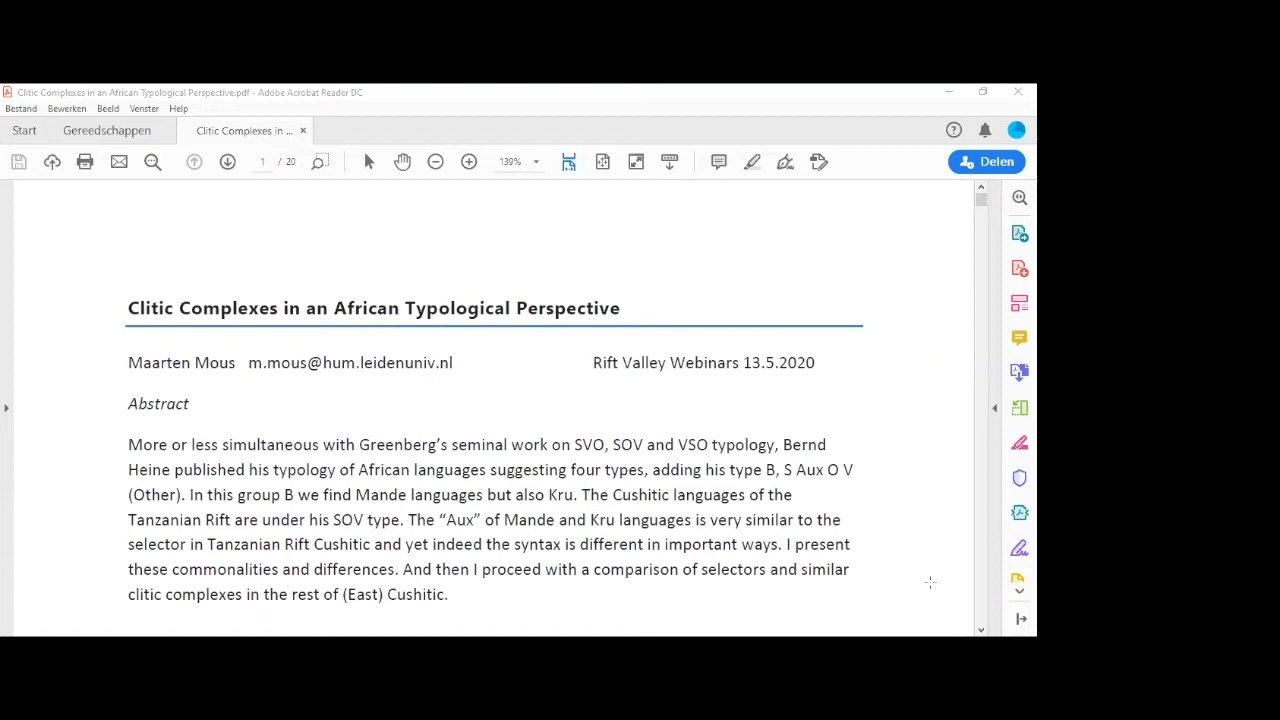 Clitic Complexes in an African Typological Perspective.pdf - Adobe Acrobat Reader DC
Bestand Bewerken Beeld Venster Help
Start Gereedschappen Clitic Complexes in ... ×
1 / 20 139% Delen
Clitic Complexes in an African Typological Perspective
Maarten Mous m.mous@hum.leidenuniv.nl Rift Valley Webinars 13.5.2020
Abstract
More or less simultaneous with Greenberg's seminal work on SVO, SOV and VSO typology, Bernd
Heine published his typology of African languages suggesting four types, adding his type B, S Aux O V
(Other). In this group B we find Mande languages but also Kru. The Cushitic languages of the
Tanzanian Rift are under his SOV type. The “Aux” of Mande and Kru languages is very similar to the
selector in Tanzanian Rift Cushitic and yet indeed the syntax is different in important ways. I present
these commonalities and differences. And then I proceed with a comparison of selectors and similar
clitic complexes in the rest of (East) Cushitic.